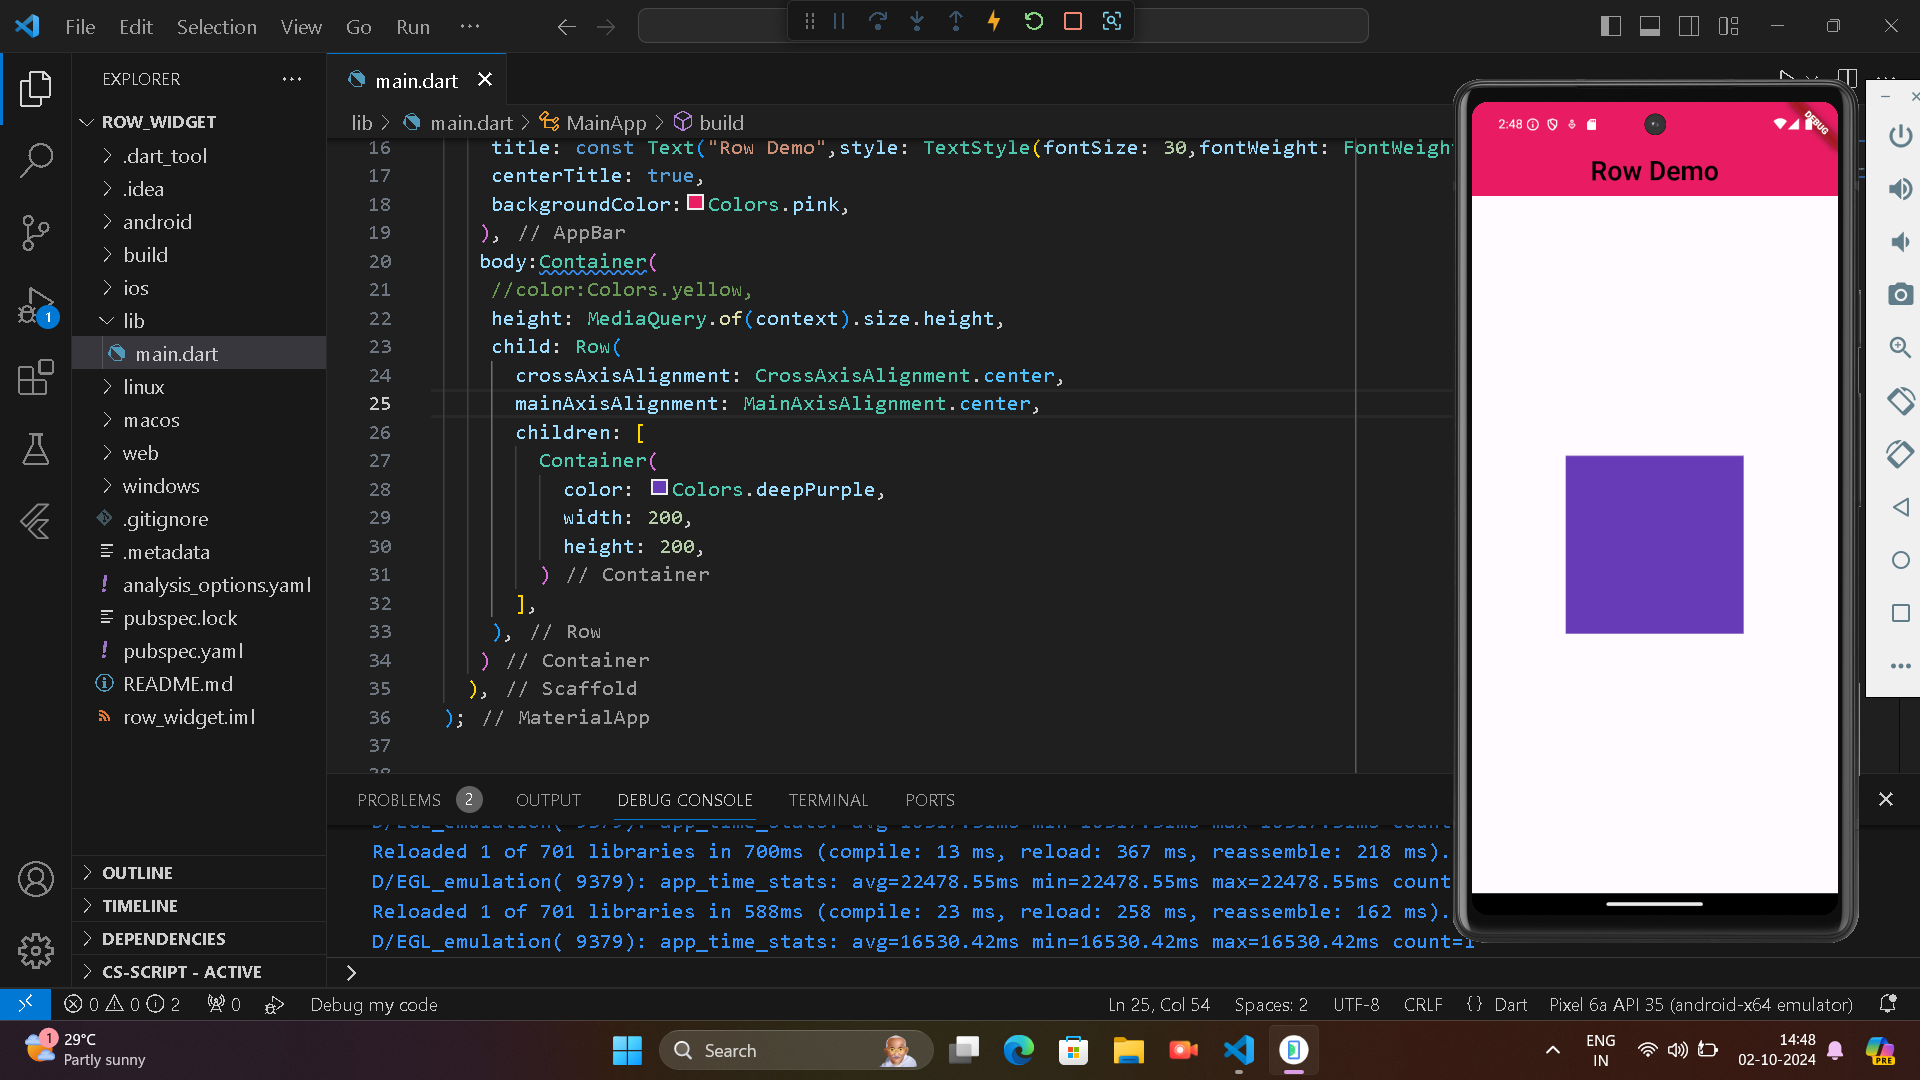 File Edit Selection View Go Run ···
EXPLORER ···
ROW_WIDGET
.dart_tool
.idea
android
build
ios
lib
main.dart
linux
macos
web
windows
.gitignore
.metadata
analysis_options.yaml
pubspec.lock
pubspec.yaml
README.md
row_widget.iml
OUTLINE
TIMELINE
DEPENDENCIES
CS-SCRIPT - ACTIVE
1
main.dart
lib > main.dart > MainApp > build
16 title: const Text("Row Demo",style: TextStyle(fontSize: 30,fontWeight: FontWeight
17 centerTitle: true,
18 backgroundColor: Colors.pink,
19 ), // AppBar
20 body:Container(
21 //color:Colors.yellow,
22 height: MediaQuery.of(context).size.height,
23 child: Row(
24 crossAxisAlignment: CrossAxisAlignment.center,
25 mainAxisAlignment: MainAxisAlignment.center,
26 children: [
27 Container(
28 color: Colors.deepPurple,
29 width: 200,
30 height: 200,
31 ) // Container
32 ],
33 ), // Row
34 ) // Container
35 ), // Scaffold
36 ); // MaterialApp
37
PROBLEMS 2 OUTPUT DEBUG CONSOLE TERMINAL PORTS
Reloaded 1 of 701 libraries in 700ms (compile: 13 ms, reload: 367 ms, reassemble: 218 ms).
D/EGL_emulation( 9379): app_time_stats: avg=22478.55ms min=22478.55ms max=22478.55ms count
Reloaded 1 of 701 libraries in 588ms (compile: 23 ms, reload: 258 ms, reassemble: 162 ms).
D/EGL_emulation( 9379): app_time_stats: avg=16530.42ms min=16530.42ms max=16530.42ms count=1
2:48
DEBUG
Row Demo
0 0 2 0 Debug my code Ln 25, Col 54 Spaces: 2 UTF-8 CRLF {} Dart Pixel 6a API 35 (android-x64 emulator)
1
29°C
Partly sunny
Search
ENG
IN
14:48
02-10-2024
PRE